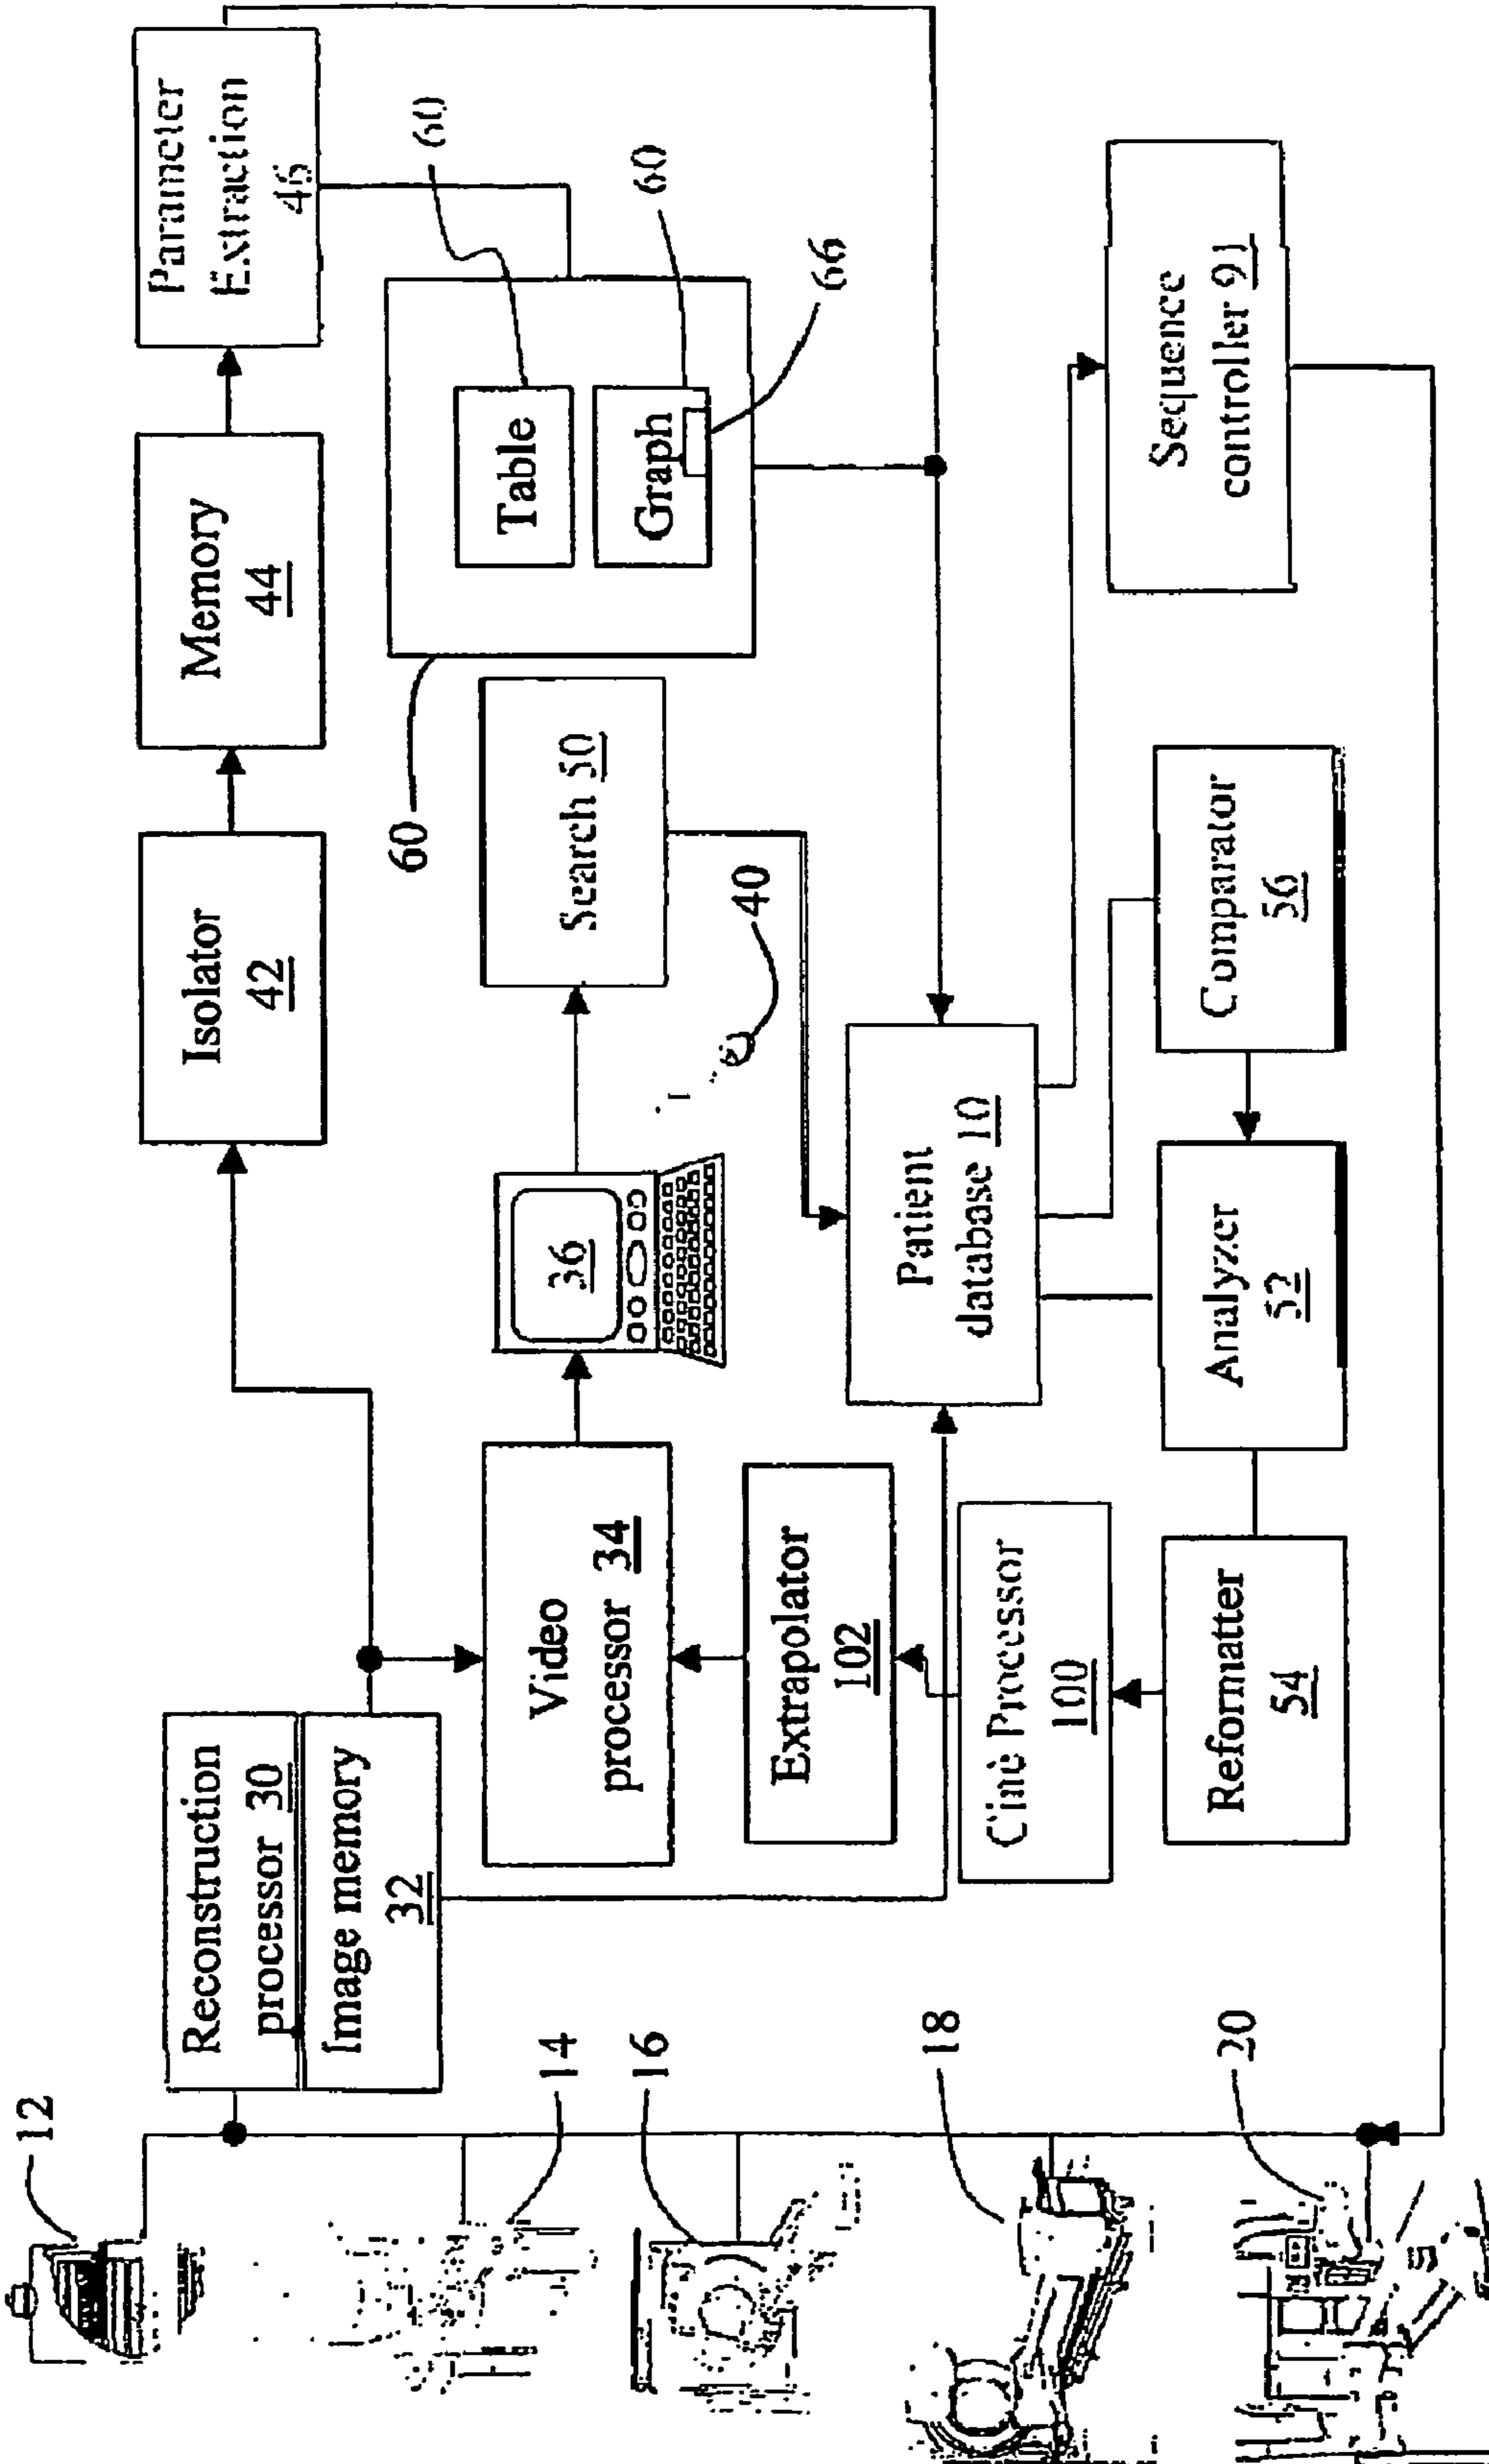 12
14
16
18
20
Reconstruction
processor 30
Image memory
32
Isolator
42
Memory
44
Parameter
Extraction
46
Video
processor 34
36
Search 50
60
Table
60
Graph
60
66
40
Extrapolator
102
Patient
database 10
Cine Processor
100
Sequence
controller 91
Reformatter
54
Analyzer
52
Comparator
56